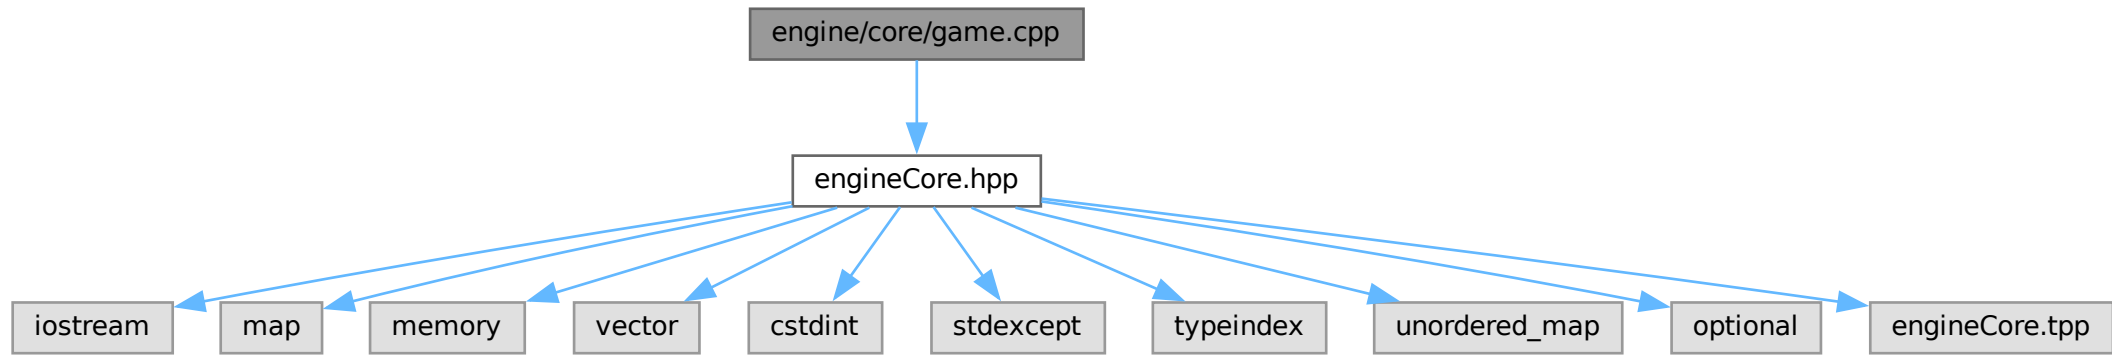 engine/core/game.cpp
engineCore.hpp
iostream
map
memory
vector
cstdint
stdexcept
typeindex
unordered_map
optional
engineCore.tpp